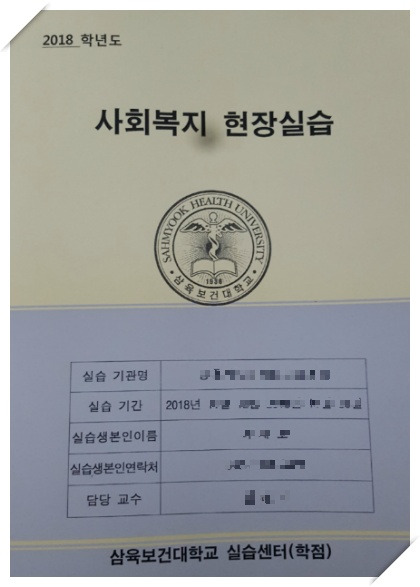 2018 학년도
사회복지 현장실습
SAHMYOOK HEALTH UNIVERSITY
1936
삼육보건대학교
실습 기관명
실습 기간 2018년
실습생본인이름
실습생본인연락처
담당 교수
삼육보건대학교 실습센터(학점)